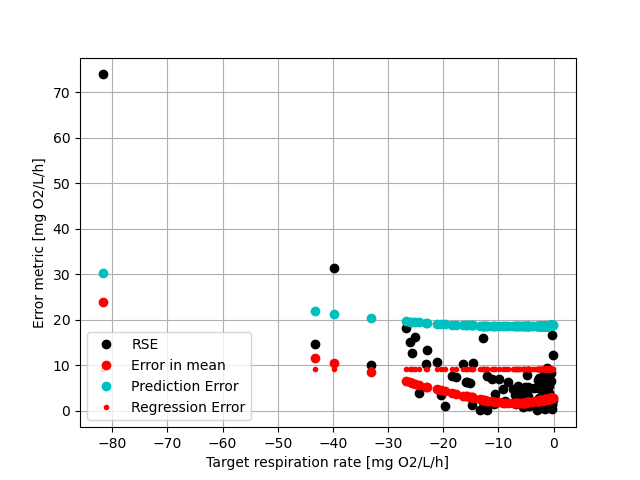 70
60
50
40
30
20
10
0
Error metric [mg O2/L/h]
RSE
Error in mean
Prediction Error
Regression Error
−80 −70 −60 −50 −40 −30 −20 −10 0
Target respiration rate [mg O2/L/h]